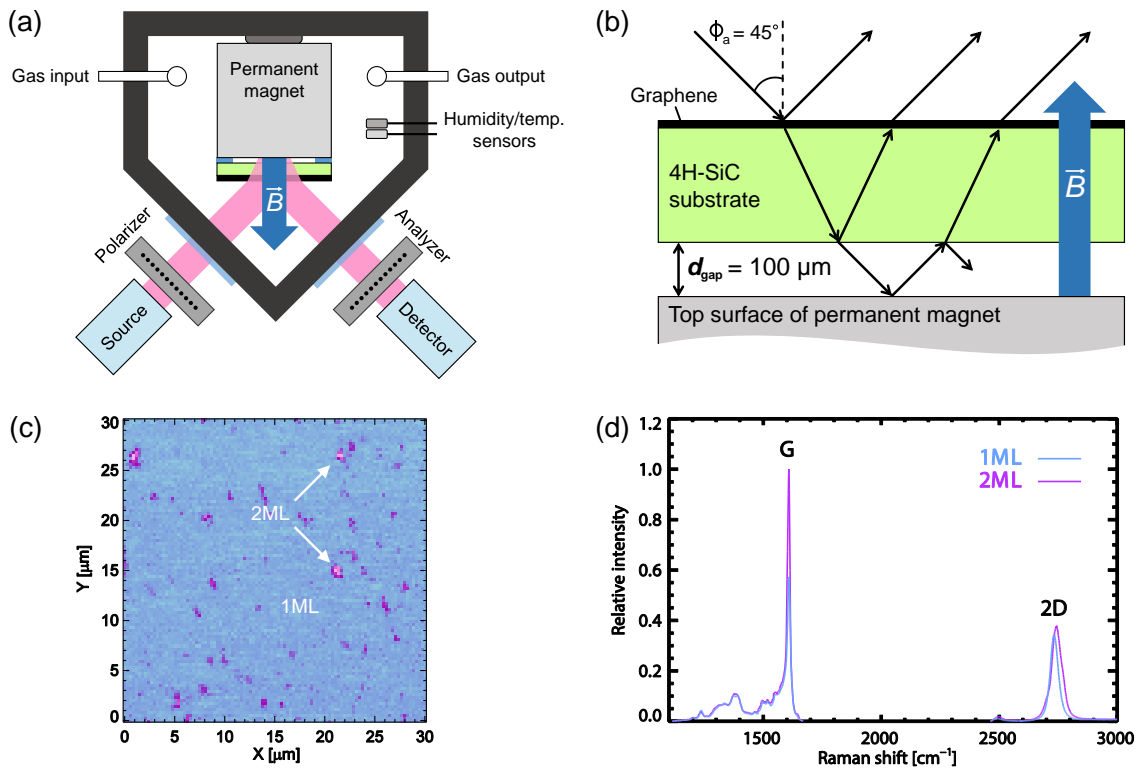 (a)
Gas input
Permanent
magnet
Gas output
Humidity/temp.
sensors
B
Polarizer
Analyzer
Source
Detector
(b)
ϕa = 45°
Graphene
4H-SiC
substrate
B
dgap = 100 µm
Top surface of permanent magnet
(c)
30
25
20
15
10
5
0
Y [µm]
2ML
1ML
0 5 10 15 20 25 30
X [µm]
(d)
1.2
1.0
0.8
0.6
0.4
0.2
0.0
Relative intensity
G
1ML
2ML
2D
1500 2000 2500 3000
Raman shift [cm⁻¹]